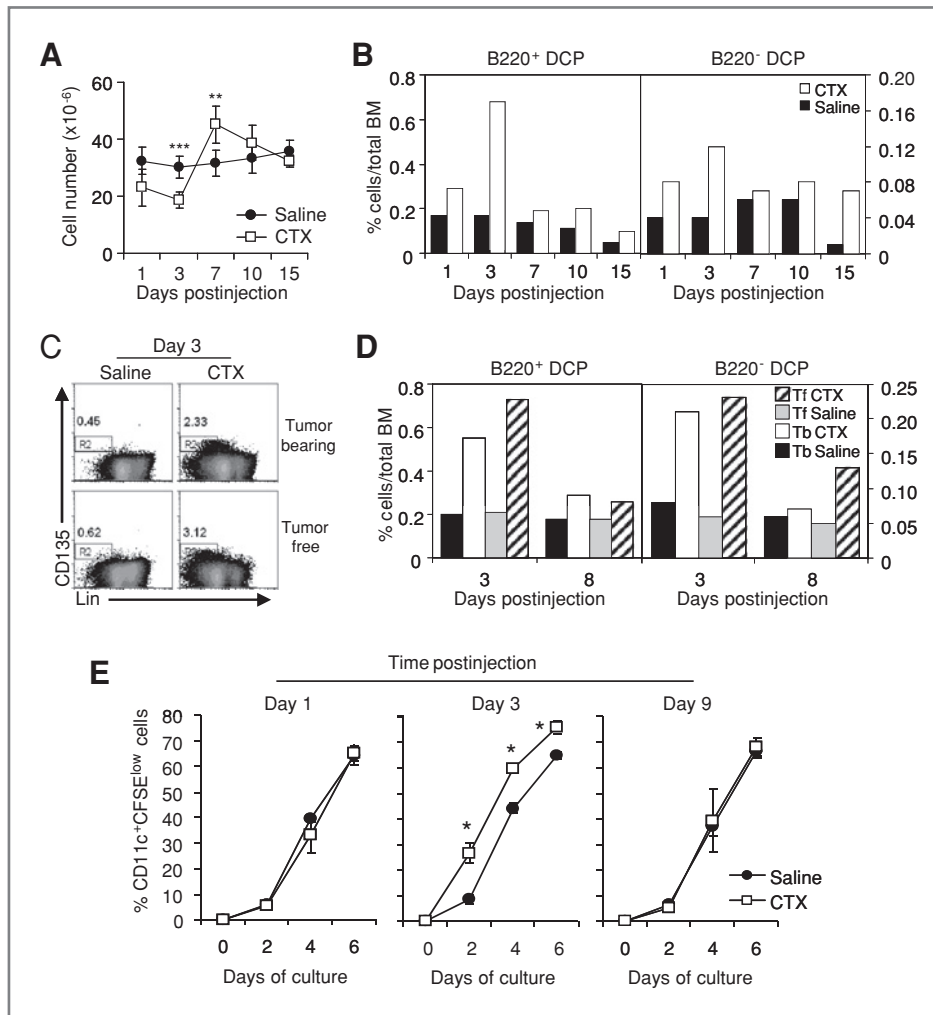 A
Cell number (x10⁻⁶)
60
40
20
0
***
**
Saline
CTX
1 3 7 10 15
Days postinjection
B
B220⁺ DCP
B220⁻ DCP
% cells/total BM
0.8
0.6
0.4
0.2
0
CTX
Saline
0.20
0.16
0.12
0.08
0.04
0
1 3 7 10 15
1 3 7 10 15
Days postinjection
Days postinjection
C
Day 3
Saline
CTX
0.45
R2
2.33
R2
Tumor
bearing
0.62
R2
3.12
R2
Tumor
free
CD135
Lin
D
B220⁺ DCP
B220⁻ DCP
% cells/total BM
0.8
0.6
0.4
0.2
0
Tf CTX
Tf Saline
Tb CTX
Tb Saline
0.25
0.20
0.15
0.10
0.05
0
3 8
3 8
Days postinjection
Days postinjection
E
Time postinjection
Day 1
Day 3
Day 9
% CD11c⁺CFSEˡᵒʷ cells
80
70
60
50
40
30
20
10
0
*
*
*
Saline
CTX
0 2 4 6
0 2 4 6
0 2 4 6
Days of culture
Days of culture
Days of culture